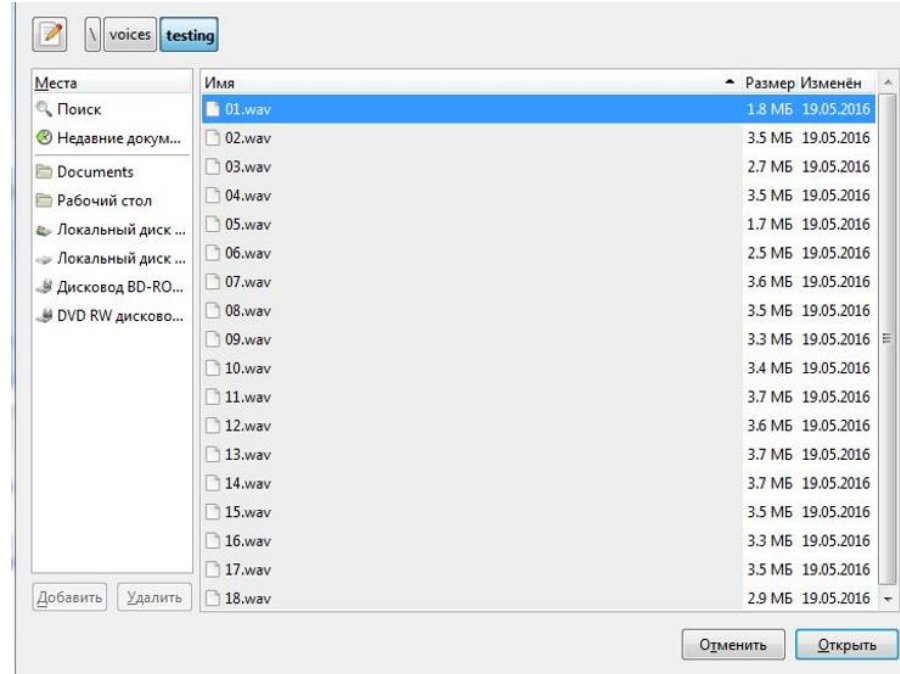 \ voices testing
Места
Поиск
Недавние докум...
Documents
Рабочий стол
Локальный диск ...
Локальный диск ...
Дисковод BD-RO...
DVD RW дисково...
Добавить Удалить
Имя Размер Изменён
01.wav 1.8 МБ 19.05.2016
02.wav 3.5 МБ 19.05.2016
03.wav 2.7 МБ 19.05.2016
04.wav 3.5 МБ 19.05.2016
05.wav 1.7 МБ 19.05.2016
06.wav 2.5 МБ 19.05.2016
07.wav 3.6 МБ 19.05.2016
08.wav 3.5 МБ 19.05.2016
09.wav 3.3 МБ 19.05.2016
10.wav 3.4 МБ 19.05.2016
11.wav 3.7 МБ 19.05.2016
12.wav 3.6 МБ 19.05.2016
13.wav 3.7 МБ 19.05.2016
14.wav 3.7 МБ 19.05.2016
15.wav 3.5 МБ 19.05.2016
16.wav 3.3 МБ 19.05.2016
17.wav 3.5 МБ 19.05.2016
18.wav 2.9 МБ 19.05.2016
Отменить Открыть